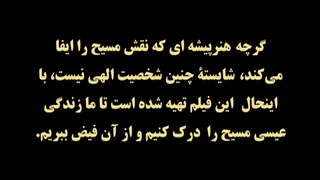 گرچه هنرپیشه ای که نقش مسیح را ایفا
می‌کند، شایستهٔ چنین شخصیت الهی نیست، با
اینحال این فیلم تهیه شده است تا ما زندگی
عیسی مسیح را درک کنیم و از آن فیض ببریم.